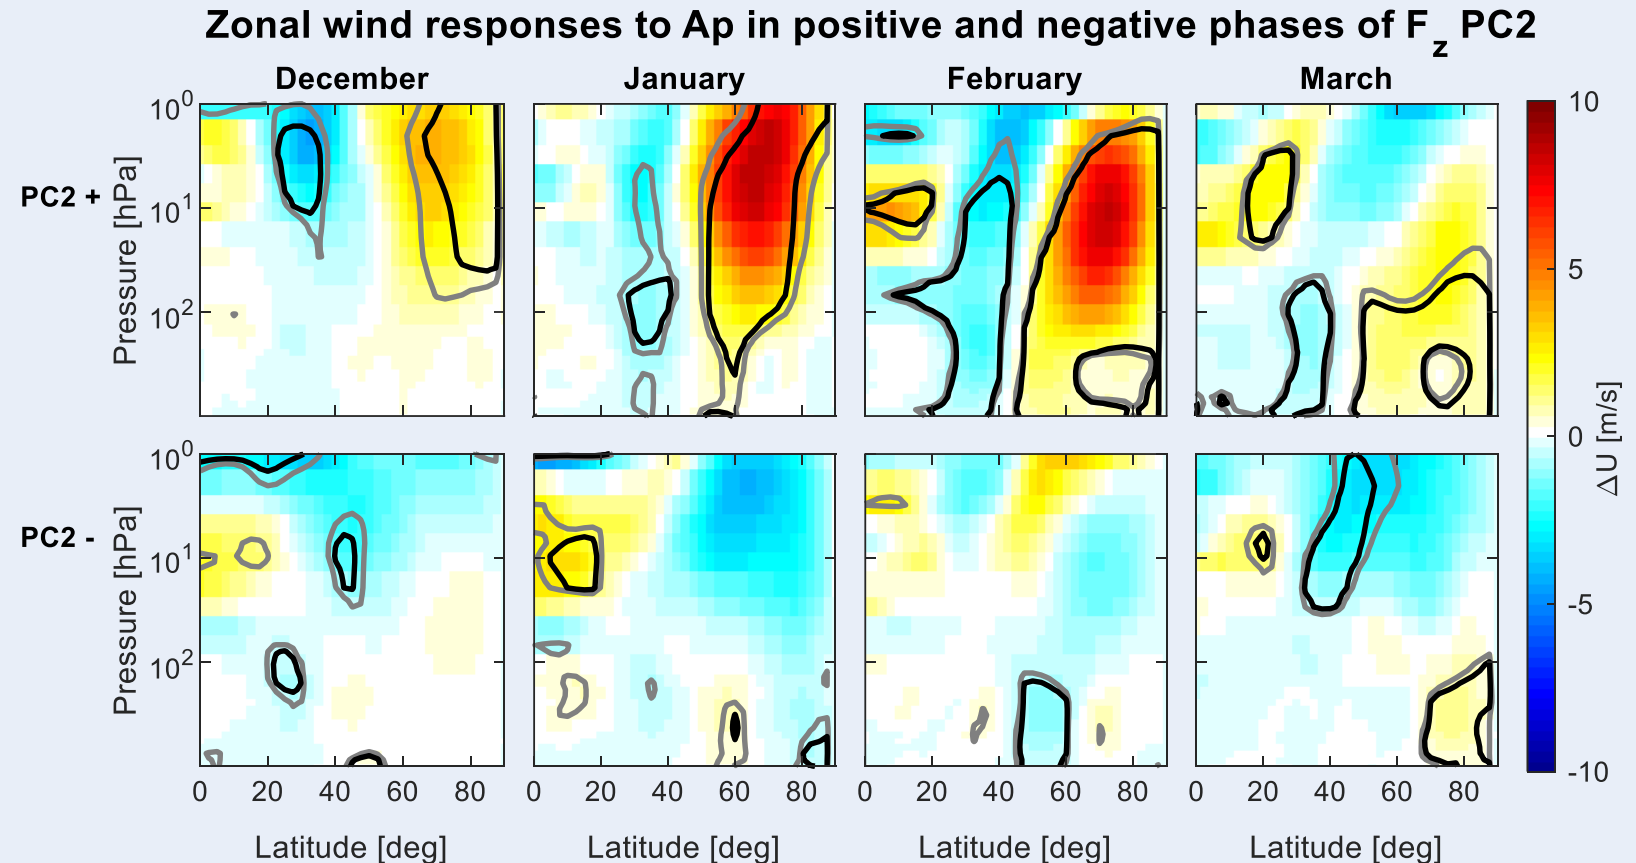 Zonal wind responses to Ap in positive and negative phases of F_z PC2
December January February March
PC2 +
Pressure [hPa]
10^0
10^1
10^2
PC2 -
Pressure [hPa]
10^0
10^1
10^2
0 20 40 60 80 0 20 40 60 80 0 20 40 60 80 0 20 40 60 80
Latitude [deg] Latitude [deg] Latitude [deg] Latitude [deg]
10
5
0
-5
-10
ΔU [m/s]